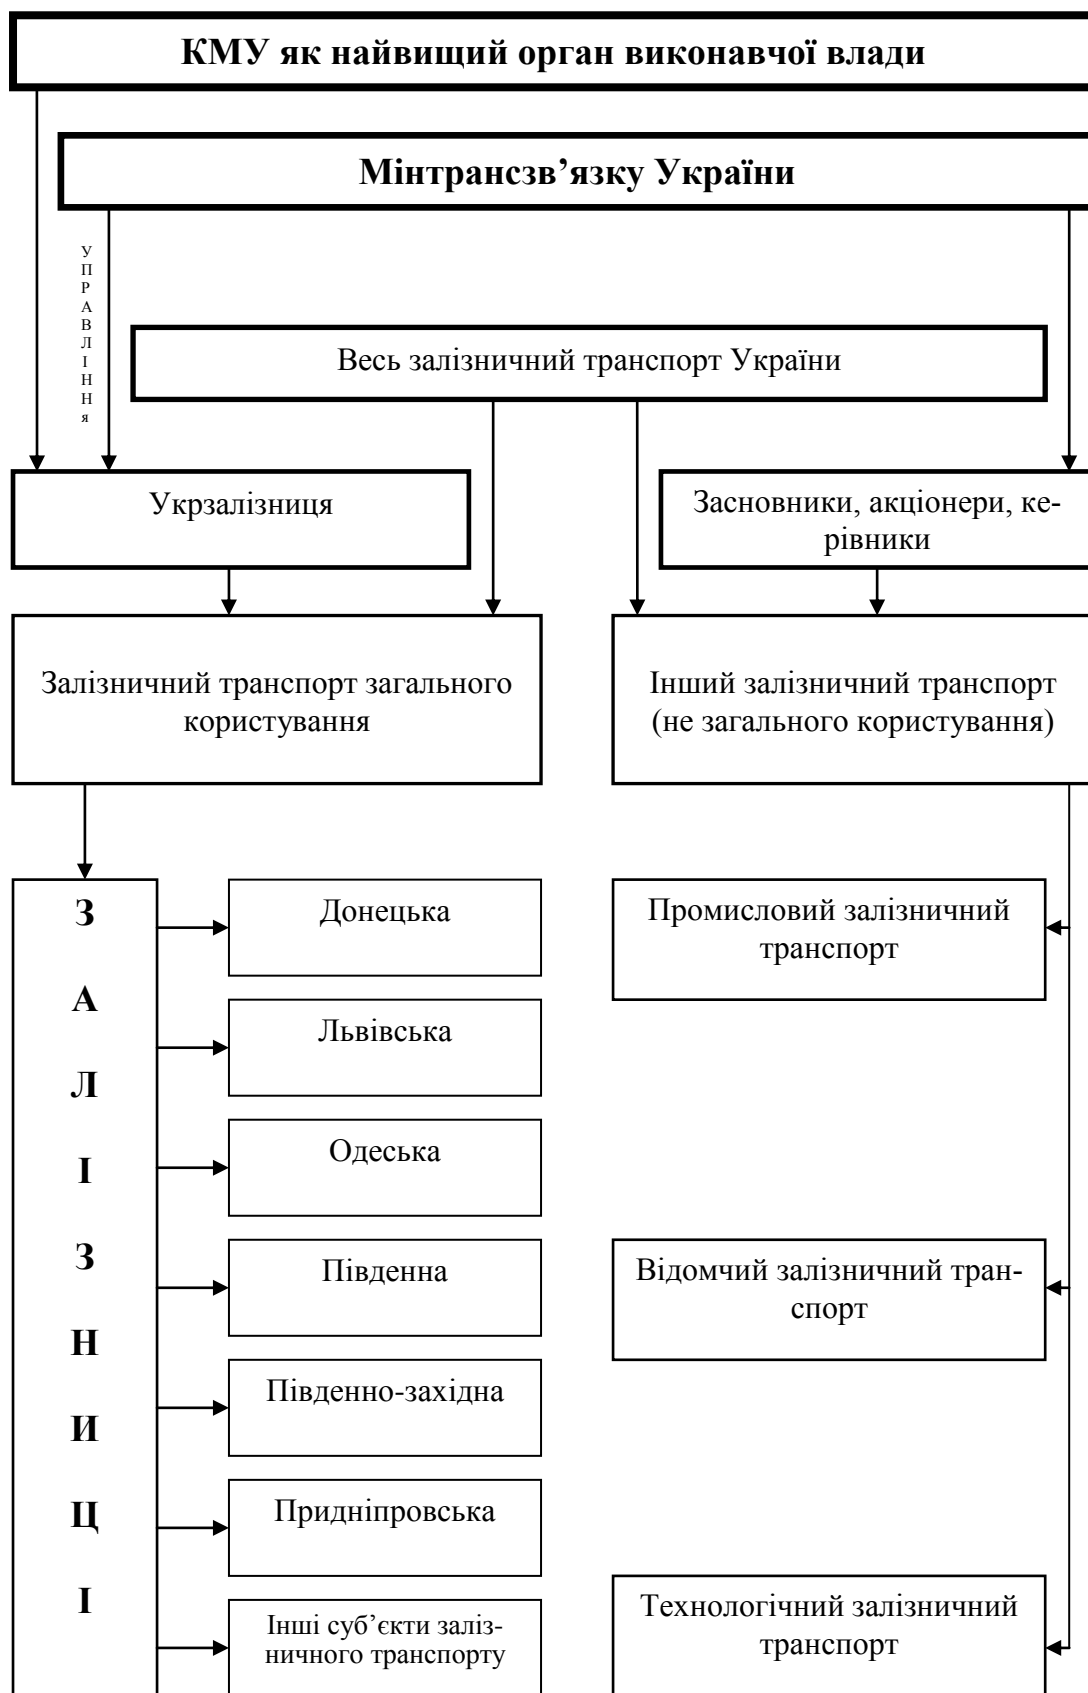 КМУ як найвищий орган виконавчої влади
Мінтрансзв’язку України
УПРАВЛІННя
Весь залізничний транспорт України
Укрзалізниця
Засновники, акціонери, ке-
рівники
Залізничний транспорт загального
користування
Інший залізничний транспорт
(не загального користування)
ЗАЛІЗНИЦІ
Донецька
Львівська
Одеська
Південна
Південно-західна
Придніпровська
Інші суб’єкти заліз-
ничного транспорту
Промисловий залізничний
транспорт
Відомчий залізничний тран-
спорт
Технологічний залізничний
транспорт